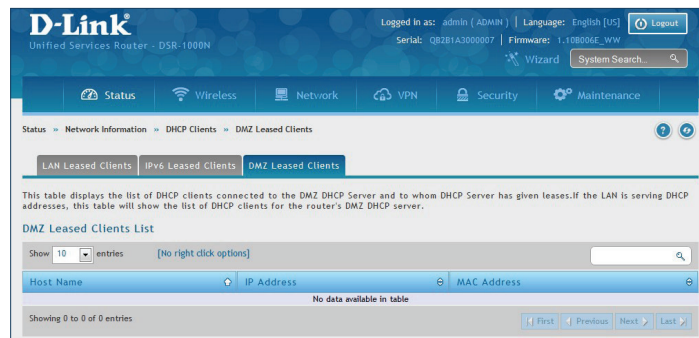 D-Link®
Unified Services Router - DSR-1000N
Logged in as: admin ( ADMIN ) | Language: English [US]
Logout
Serial: QB2B1A3000007 | Firmware: 1.10B006E_WW
Wizard
System Search...
Status Wireless Network VPN Security Maintenance
Status » Network Information » DHCP Clients » DMZ Leased Clients
LAN Leased Clients IPv6 Leased Clients DMZ Leased Clients
This table displays the list of DHCP clients connected to the DMZ DHCP Server and to whom DHCP Server has given leases.If the LAN is serving DHCP
addresses, this table will show the list of DHCP clients for the router's DMZ DHCP server.
DMZ Leased Clients List
Show 10 entries [No right click options]
Host Name IP Address MAC Address
No data available in table
Showing 0 to 0 of 0 entries
First Previous Next Last